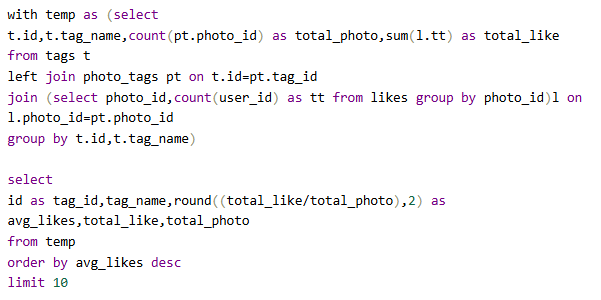 with temp as (select
t.id,t.tag_name,count(pt.photo_id) as total_photo,sum(l.tt) as total_like
from tags t
left join photo_tags pt on t.id=pt.tag_id
join (select photo_id,count(user_id) as tt from likes group by photo_id)l on
l.photo_id=pt.photo_id
group by t.id,t.tag_name)

select
id as tag_id,tag_name,round((total_like/total_photo),2) as
avg_likes,total_like,total_photo
from temp
order by avg_likes desc
limit 10